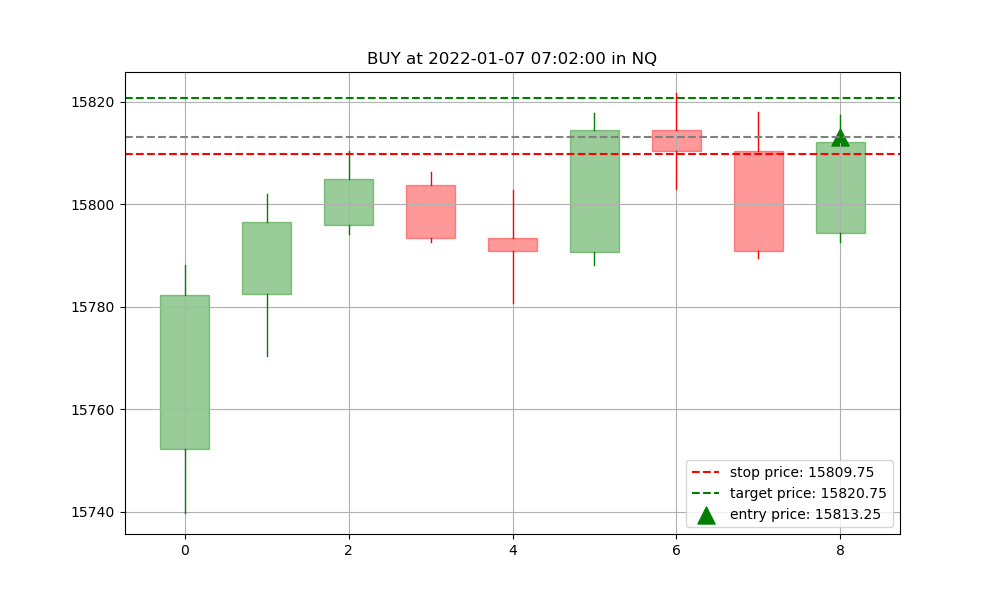 BUY at 2022-01-07 07:02:00 in NQ
15820
15800
15780
15760
15740
stop price: 15809.75
target price: 15820.75
entry price: 15813.25
0 2 4 6 8